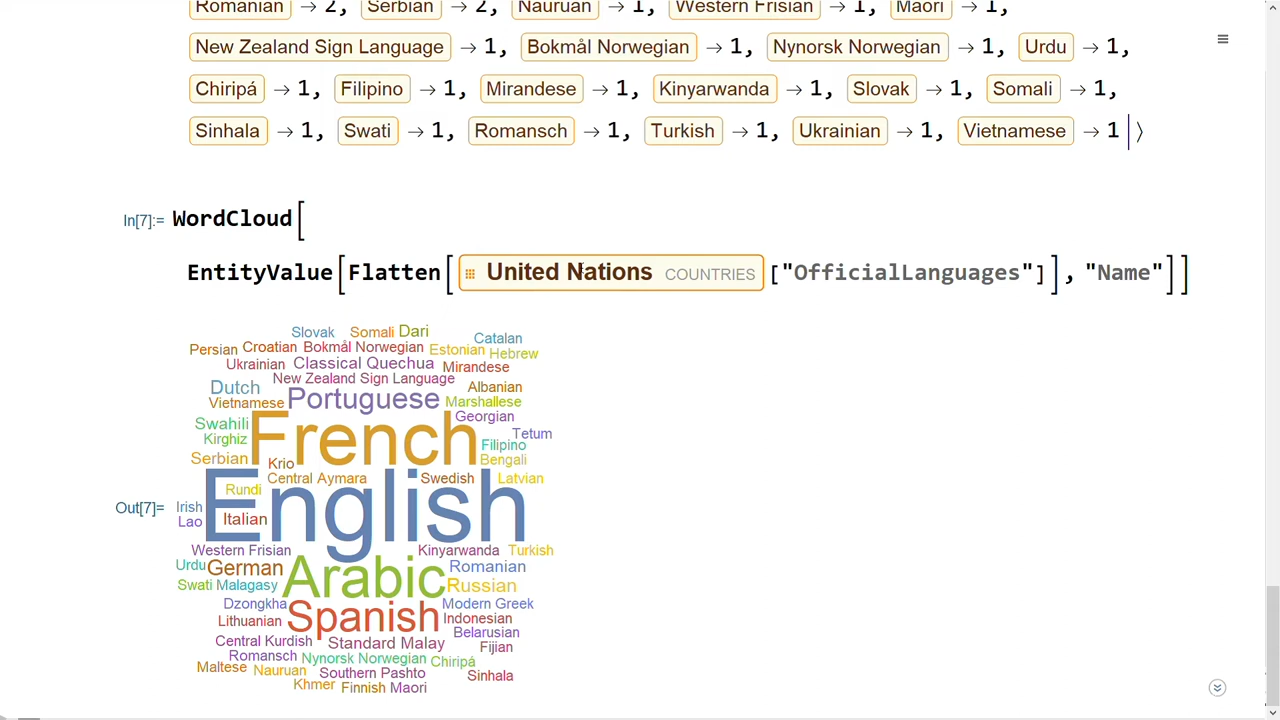 Romanian → 2, Serbian → 2, Nauruan → 1, Western Frisian → 1, Maori → 1,
New Zealand Sign Language → 1, Bokmål Norwegian → 1, Nynorsk Norwegian → 1, Urdu → 1,
Chiripá → 1, Filipino → 1, Mirandese → 1, Kinyarwanda → 1, Slovak → 1, Somali → 1,
Sinhala → 1, Swati → 1, Romansch → 1, Turkish → 1, Ukrainian → 1, Vietnamese → 1|〉
In[7]:= WordCloud[
EntityValue[Flatten[United Nations COUNTRIES ["OfficialLanguages"]], "Name"]]
Slovak Somali Dari Catalan
Persian Croatian Bokmål Norwegian Estonian Hebrew
Ukrainian Classical Quechua Mirandese
New Zealand Sign Language
Dutch Albanian
Vietnamese Portuguese Marshallese
Georgian
Swahili Tetum
Kirghiz French Filipino
Serbian Krio Bengali
Central Aymara Swedish Latvian
Rundi
Out[7]= Irish English
Lao Italian
Western Frisian Kinyarwanda Turkish
Urdu German Romanian
Swati Malagasy Arabic Russian
Dzongkha Modern Greek
Lithuanian Spanish Indonesian
Belarusian
Central Kurdish Standard Malay Fijian
Romansch Nynorsk Norwegian Chiripá
Maltese Nauruan Southern Pashto Sinhala
Khmer Finnish Maori